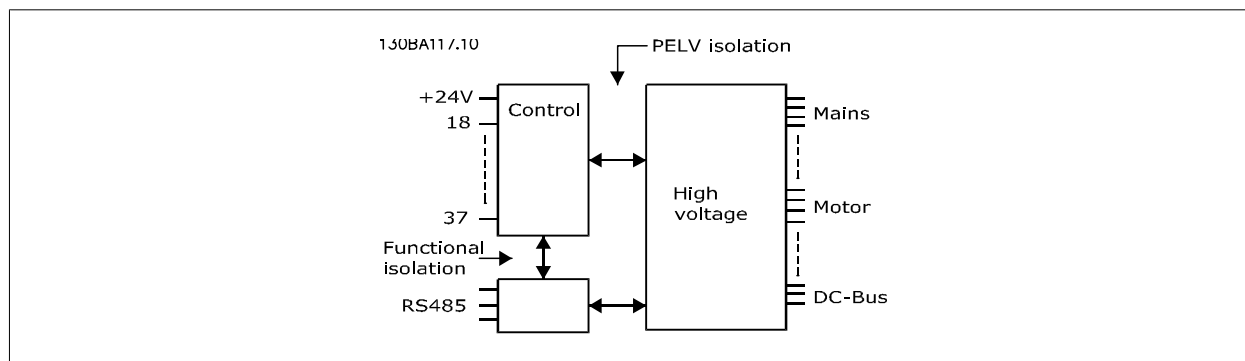 130BA117.10
PELV isolation
+24V
Control
18
37
Functional
isolation
RS485
High
voltage
Mains
Motor
DC-Bus